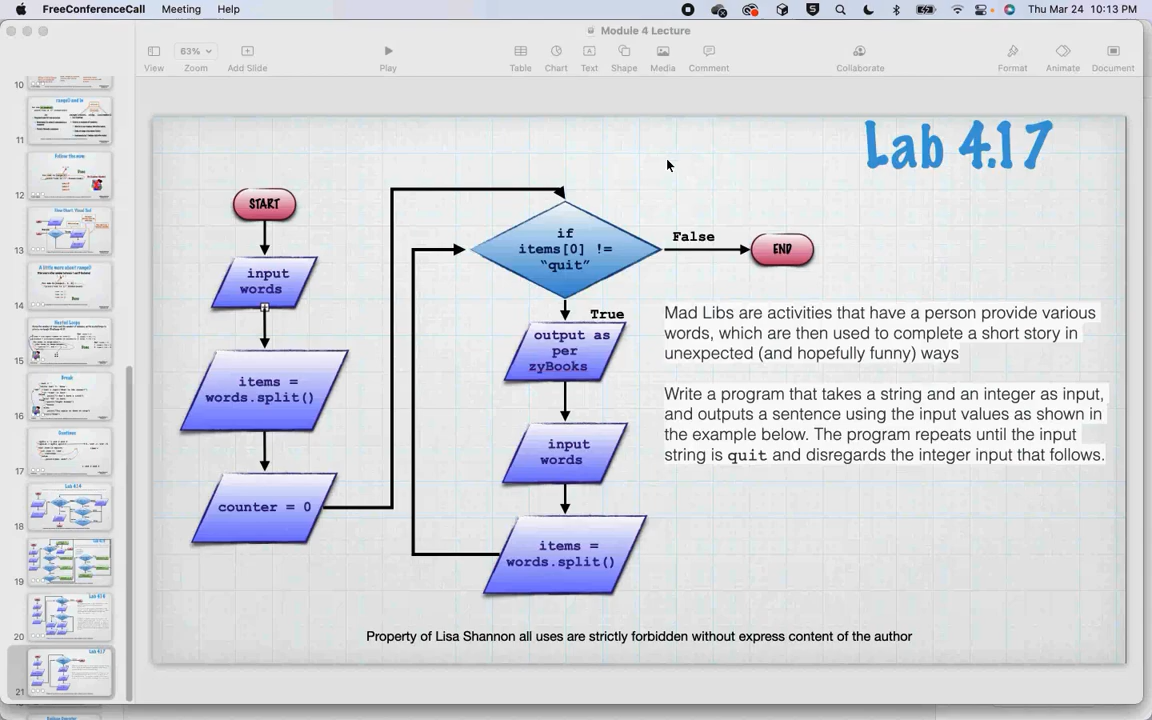 FreeConferenceCall Meeting Help Thu Mar 24 10:13 PM
Module 4 Lecture
63%
View Zoom Add Slide Play Table Chart Text Shape Media Comment Collaborate Format Animate Document
10
11
12
13
14
15
16
17
18
19
20
21
Lab 4.17
START
input
words
items =
words.split()
counter = 0
if
items[0] !=
“quit”
False
END
True
output as
per
zyBooks
input
words
items =
words.split()
Mad Libs are activities that have a person provide various
words, which are then used to complete a short story in
unexpected (and hopefully funny) ways
Write a program that takes a string and an integer as input,
and outputs a sentence using the input values as shown in
the example below. The program repeats until the input
string is quit and disregards the integer input that follows.
Property of Lisa Shannon all uses are strictly forbidden without express content of the author